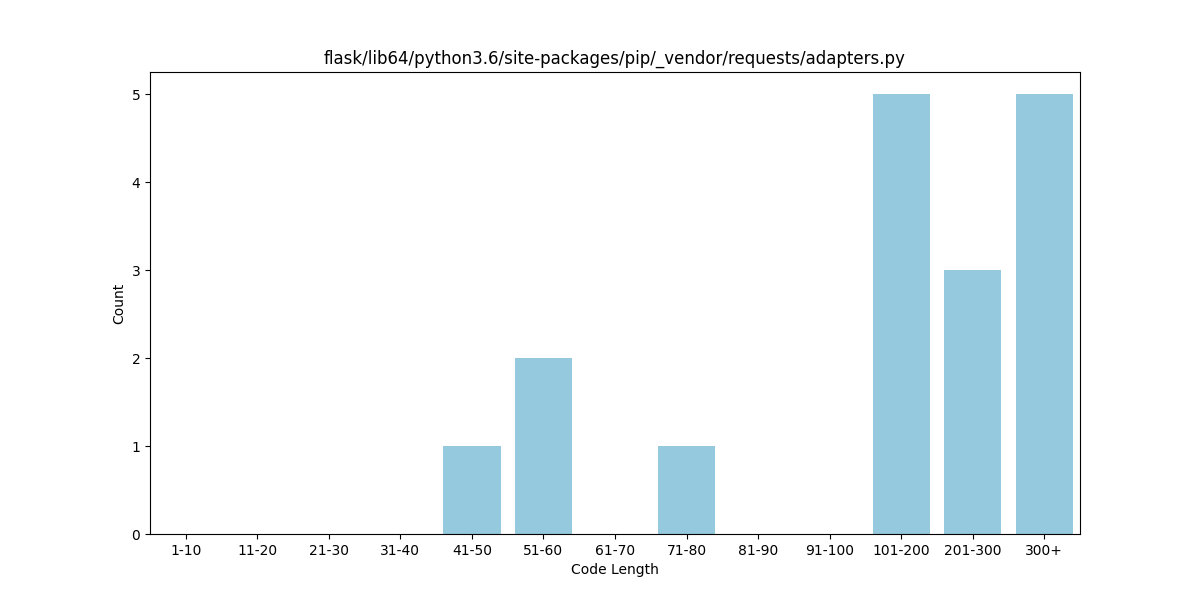 flask/lib64/python3.6/site-packages/pip/_vendor/requests/adapters.py
5
4
3
2
1
0
Count
1-10 11-20 21-30 31-40 41-50 51-60 61-70 71-80 81-90 91-100 101-200 201-300 300+
Code Length